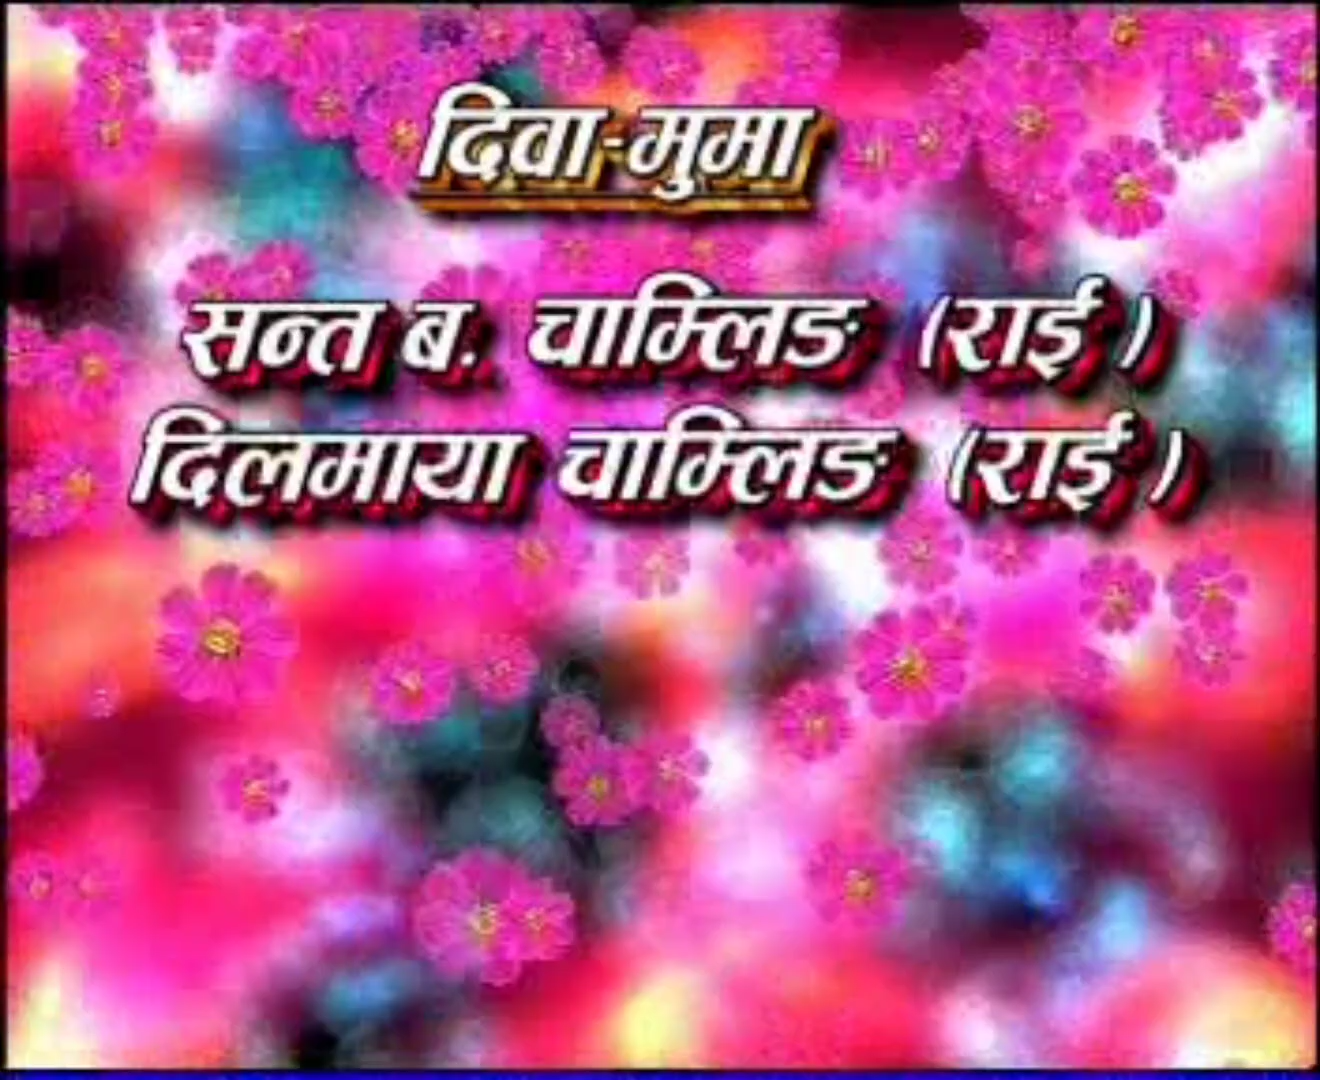 दिवा-मुमा
सन्त ब. चाम्लिङ (राई )
दिलमाया चाम्लिङ (राई )